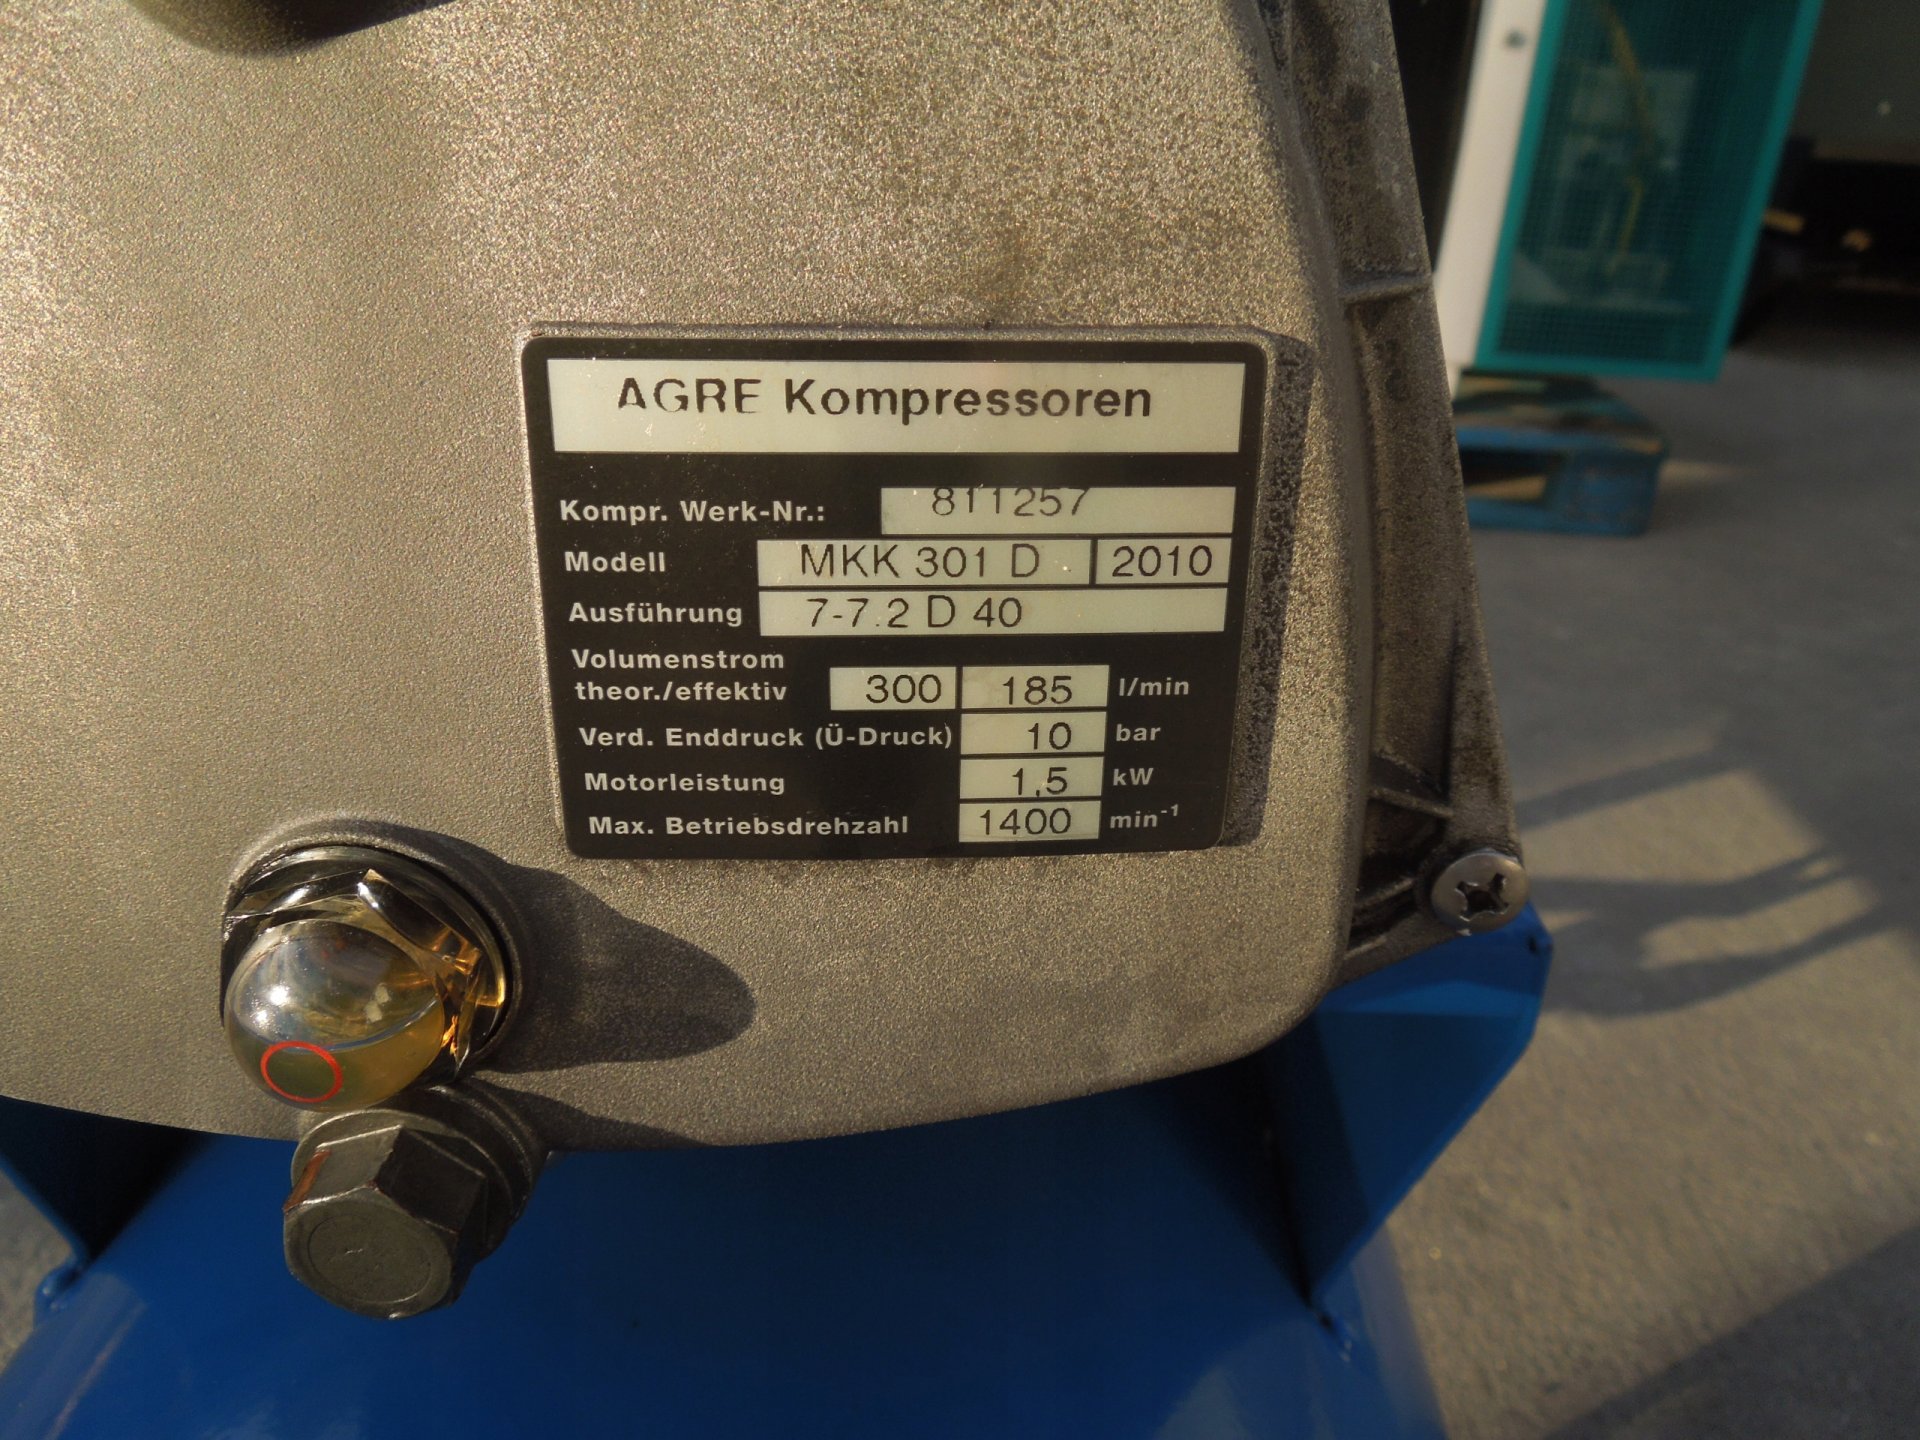 AGRE Kompressoren
Kompr. Werk-Nr.: 811257
Modell MKK 301 D 2010
Ausführung 7-7.2 D 40
Volumenstrom
theor./effektiv 300 185 l/min
Verd. Enddruck (Ü-Druck) 10 bar
Motorleistung 1,5 kW
Max. Betriebsdrehzahl 1400 min⁻¹